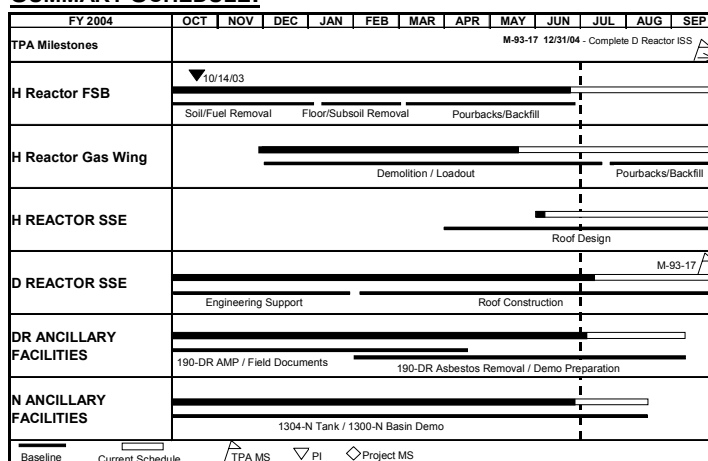 SUMMARY SCHEDULE:
FY 2004 OCT NOV DEC JAN FEB MAR APR MAY JUN JUL AUG SEP
TPA Milestones
M-93-17 12/31/04 - Complete D Reactor ISS
10/14/03
H Reactor FSB
Soil/Fuel Removal Floor/Subsoil Removal Pourbacks/Backfill
H Reactor Gas Wing
Demolition / Loadout Pourbacks/Backfill
H REACTOR SSE
Roof Design
M-93-17
D REACTOR SSE
Engineering Support Roof Construction
DR ANCILLARY
FACILITIES
190-DR AMP / Field Documents 190-DR Asbestos Removal / Demo Preparation
N ANCILLARY
FACILITIES
1304-N Tank / 1300-N Basin Demo
Baseline Current Schedule TPA MS PI Project MS